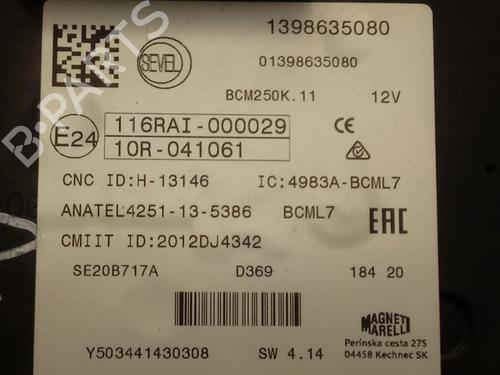 1398635080
SEVEL
01398635080
BCM250K.11 12V
E24
116RAI-000029
10R-041061
CE
CNC ID:H-13146 IC:4983A-BCML7
ANATEL:4251-13-5386 BCML7
EAC
CMIIT ID:2012DJ4342
SE20B717A D369 184 20
MAGNETI
MARELLI
Perinska cesta 275
04458 Kechnec SK
Y503441430308 SW 4.14
B-PARTS